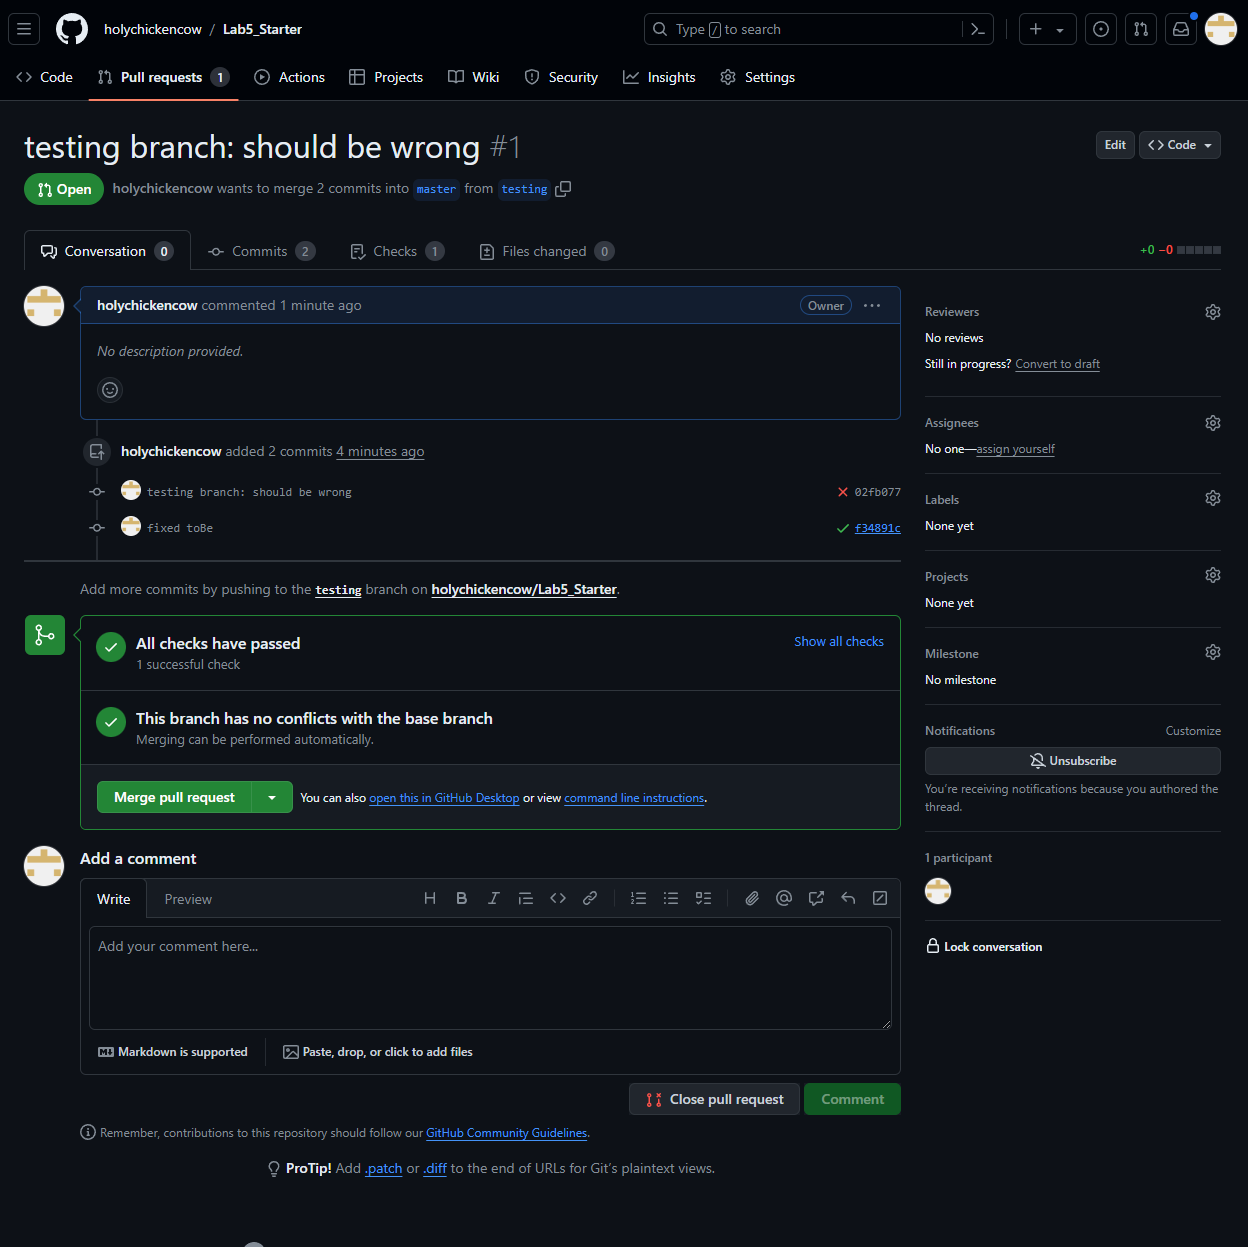 holychickencow / Lab5_Starter
Type / to search
Code
Pull requests 1
Actions
Projects
Wiki
Security
Insights
Settings
testing branch: should be wrong #1
Edit
Code
Open
holychickencow wants to merge 2 commits into master from testing
Conversation 0
Commits 2
Checks 1
Files changed 0
+0 −0
holychickencow commented 1 minute ago
Owner
No description provided.
holychickencow added 2 commits 4 minutes ago
testing branch: should be wrong
02fb077
fixed toBe
f34891c
Add more commits by pushing to the testing branch on holychickencow/Lab5_Starter.
All checks have passed
1 successful check
Show all checks
This branch has no conflicts with the base branch
Merging can be performed automatically.
Merge pull request
You can also open this in GitHub Desktop or view command line instructions.
Add a comment
Write
Preview
Add your comment here...
Markdown is supported
Paste, drop, or click to add files
Close pull request
Comment
Remember, contributions to this repository should follow our GitHub Community Guidelines.
ProTip! Add .patch or .diff to the end of URLs for Git's plaintext views.
Reviewers
No reviews
Still in progress? Convert to draft
Assignees
No one—assign yourself
Labels
None yet
Projects
None yet
Milestone
No milestone
Notifications
Customize
Unsubscribe
You're receiving notifications because you authored the
thread.
1 participant
Lock conversation